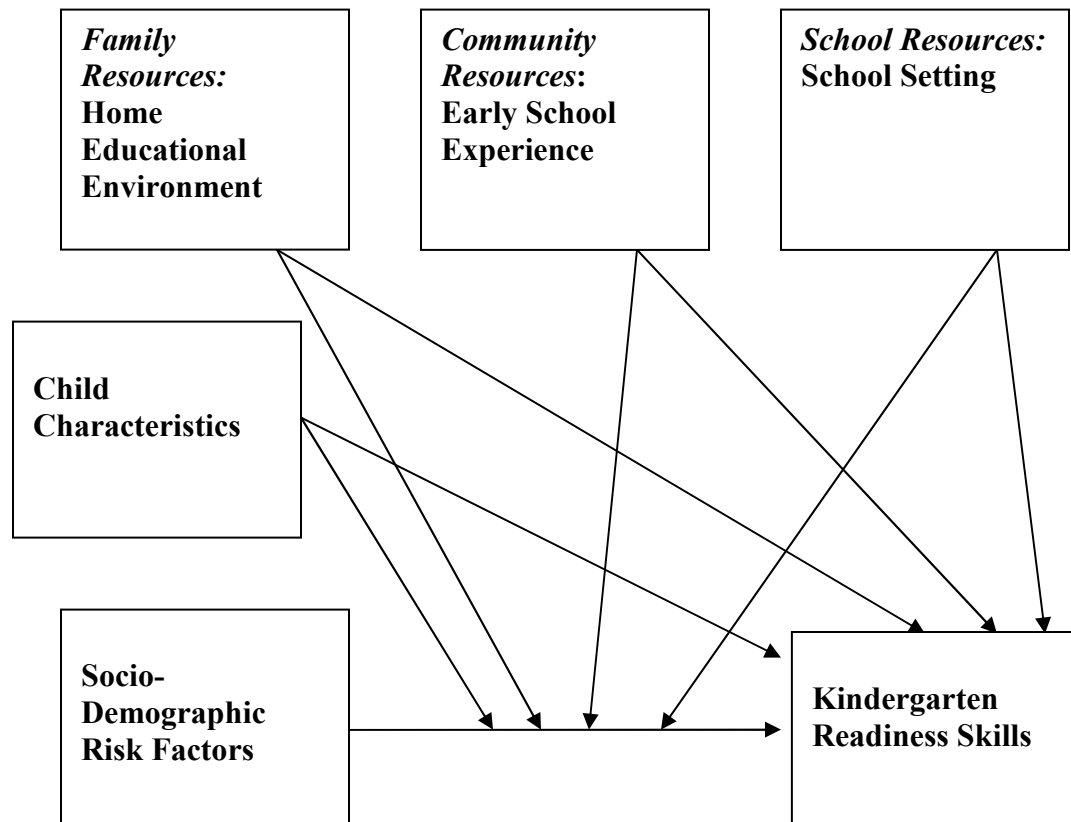 Family
Resources:
Home
Educational
Environment
Community
Resources:
Early School
Experience
School Resources:
School Setting
Child
Characteristics
Socio-
Demographic
Risk Factors
Kindergarten
Readiness Skills